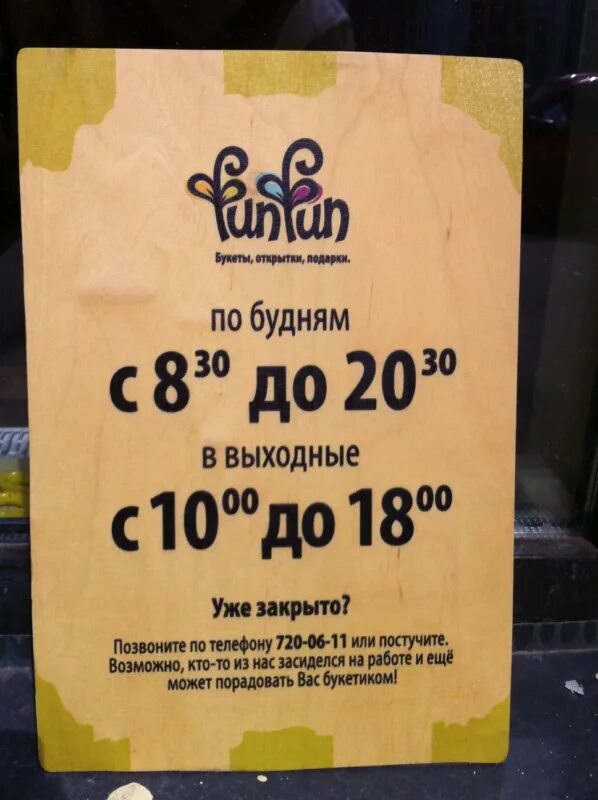 funfun
Букеты, открытки, подарки.
по будням
с 8³⁰ до 20³⁰
в выходные
с 10⁰⁰ до 18⁰⁰
Уже закрыто?
Позвоните по телефону 720-06-11 или постучите.
Возможно, кто-то из нас засиделся на работе и ещё
может порадовать Вас букетиком!